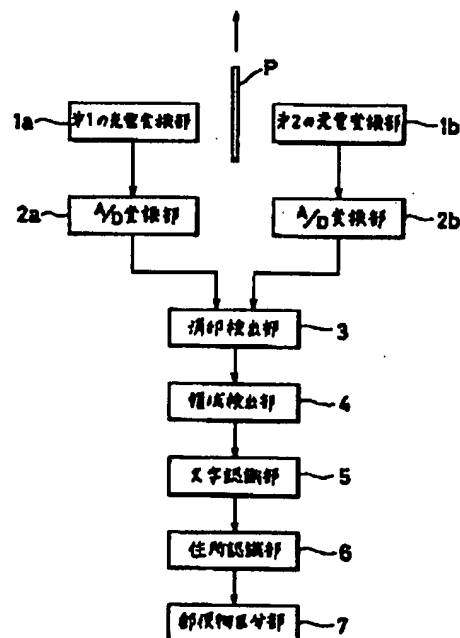 P
1a 第1の光電変換部
第2の光電変換部 1b
2a A/D変換部
A/D変換部 2b
消印検出部 3
領域検出部 4
文字認識部 5
住所認識部 6
郵便物区分部 7